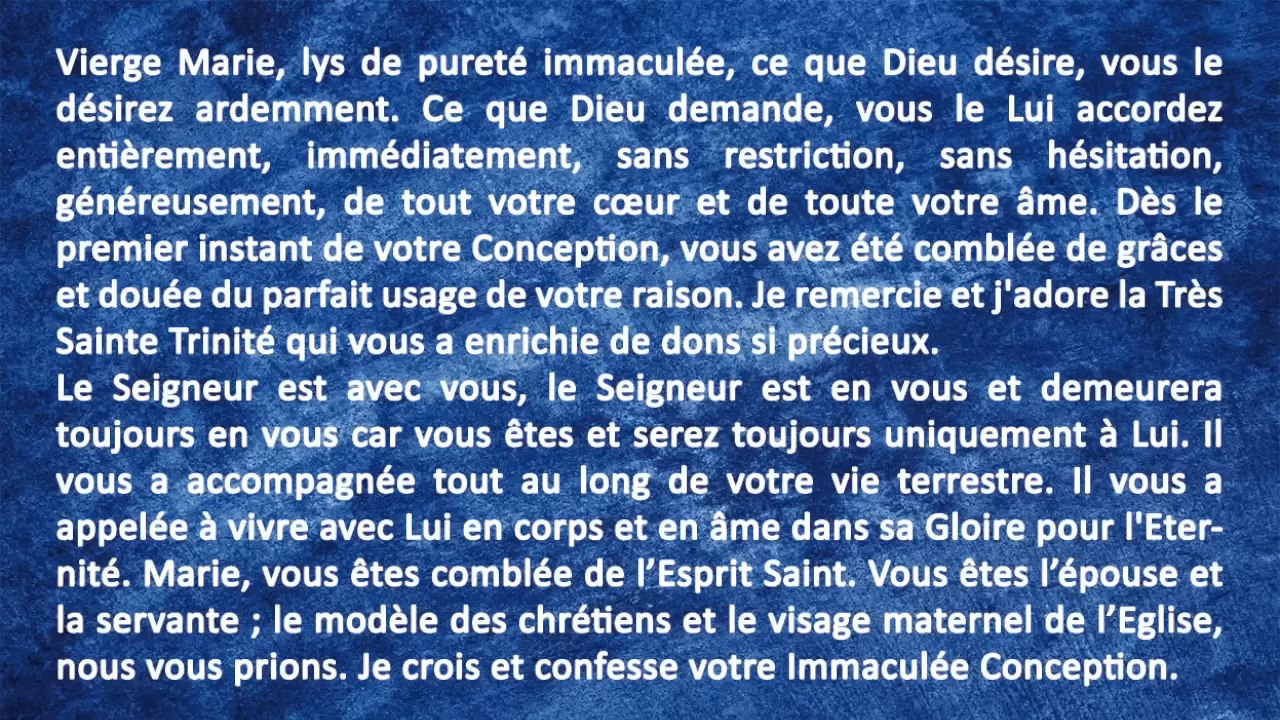 Vierge Marie, lys de pureté immaculée, ce que Dieu désire, vous le
désirez ardemment. Ce que Dieu demande, vous le Lui accordez
entièrement, immédiatement, sans restriction, sans hésitation,
généreusement, de tout votre cœur et de toute votre âme. Dès le
premier instant de votre Conception, vous avez été comblée de grâces
et douée du parfait usage de votre raison. Je remercie et j'adore la Très
Sainte Trinité qui vous a enrichie de dons si précieux.
Le Seigneur est avec vous, le Seigneur est en vous et demeurera
toujours en vous car vous êtes et serez toujours uniquement à Lui. Il
vous a accompagnée tout au long de votre vie terrestre. Il vous a
appelée à vivre avec Lui en corps et en âme dans sa Gloire pour l'Eter-
nité. Marie, vous êtes comblée de l’Esprit Saint. Vous êtes l’épouse et
la servante ; le modèle des chrétiens et le visage maternel de l’Eglise,
nous vous prions. Je crois et confesse votre Immaculée Conception.